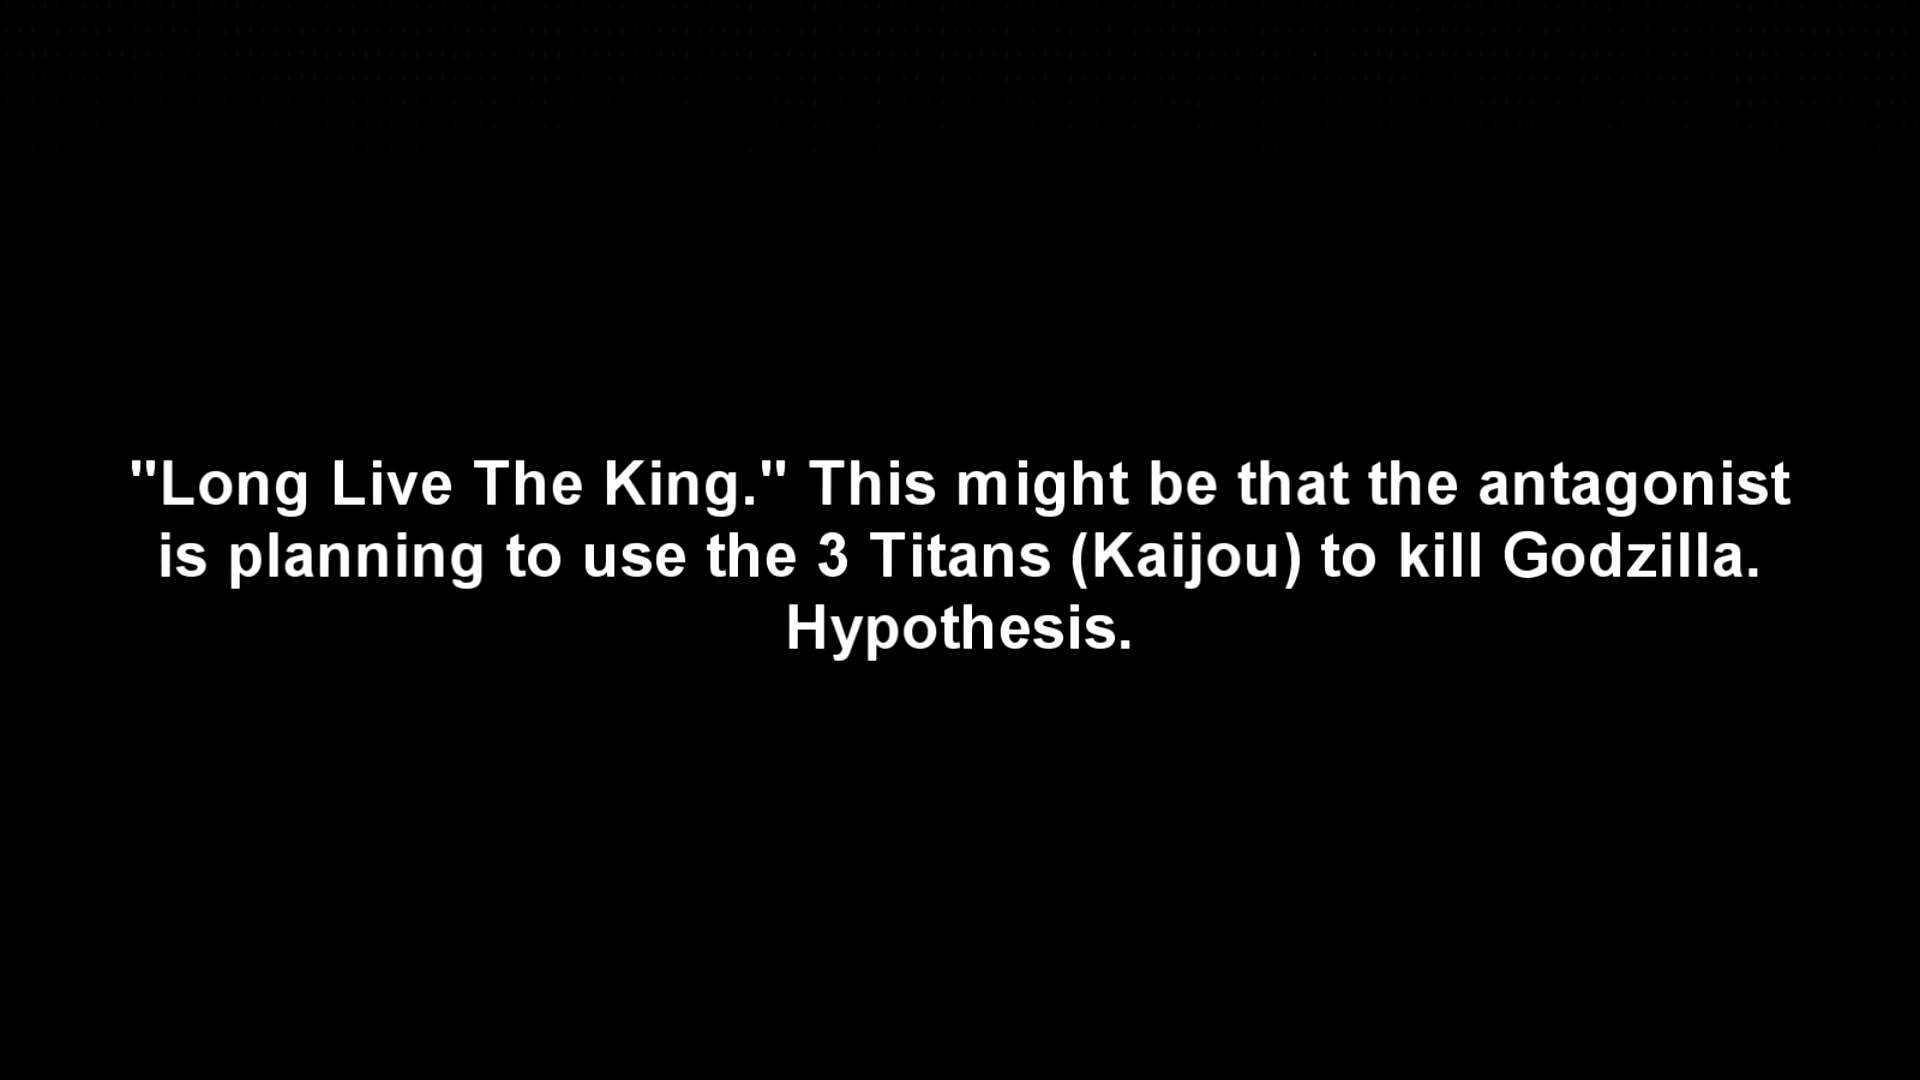 "Long Live The King." This might be that the antagonist
is planning to use the 3 Titans (Kaijou) to kill Godzilla.
Hypothesis.